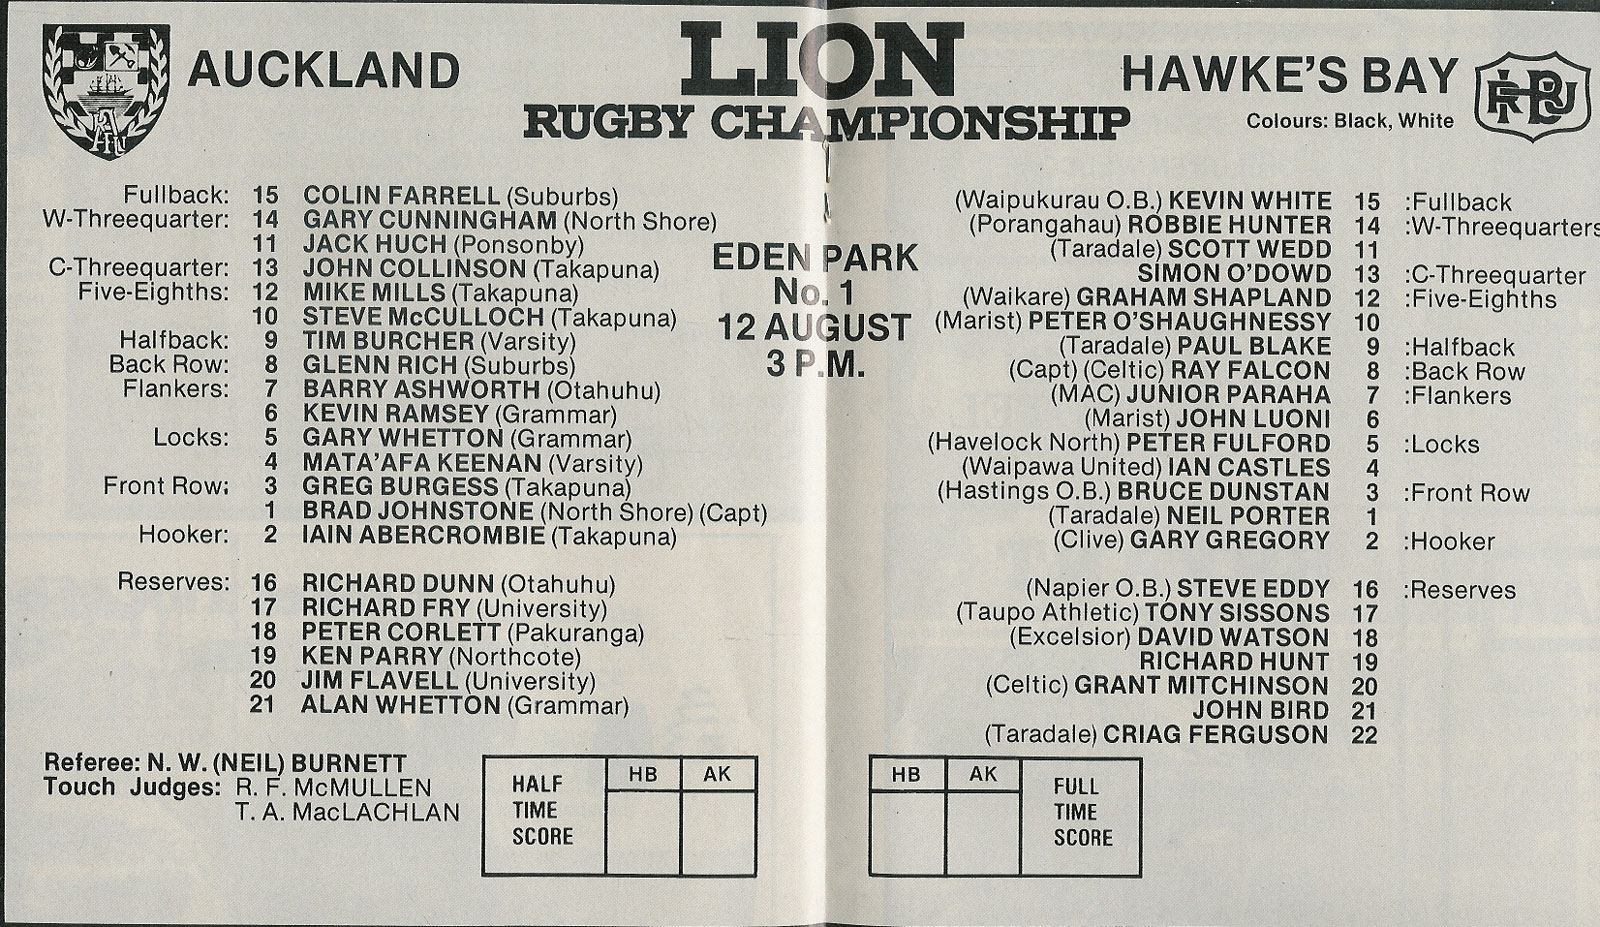 AUCKLAND
LION
RUGBY CHAMPIONSHIP
HAWKE'S BAY
Colours: Black, White
Fullback: 15 COLIN FARRELL (Suburbs)
W-Threequarter: 14 GARY CUNNINGHAM (North Shore)
11 JACK HUCH (Ponsonby)
C-Threequarter: 13 JOHN COLLINSON (Takapuna)
Five-Eighths: 12 MIKE MILLS (Takapuna)
10 STEVE McCULLOCH (Takapuna)
Halfback: 9 TIM BURCHER (Varsity)
Back Row: 8 GLENN RICH (Suburbs)
Flankers: 7 BARRY ASHWORTH (Otahuhu)
6 KEVIN RAMSEY (Grammar)
Locks: 5 GARY WHETTON (Grammar)
4 MATA'AFA KEENAN (Varsity)
Front Row: 3 GREG BURGESS (Takapuna)
1 BRAD JOHNSTONE (North Shore) (Capt)
Hooker: 2 IAIN ABERCROMBIE (Takapuna)
Reserves: 16 RICHARD DUNN (Otahuhu)
17 RICHARD FRY (University)
18 PETER CORLETT (Pakuranga)
19 KEN PARRY (Northcote)
20 JIM FLAVELL (University)
21 ALAN WHETTON (Grammar)
Referee: N. W. (NEIL) BURNETT
Touch Judges: R. F. McMULLEN
T. A. MacLACHLAN
EDEN PARK
No. 1
12 AUGUST
3 P.M.
(Waipukurau O.B.) KEVIN WHITE 15 :Fullback
(Porangahau) ROBBIE HUNTER 14 :W-Threequarters
(Taradale) SCOTT WEDD 11
SIMON O'DOWD 13 :C-Threequarter
(Waikare) GRAHAM SHAPLAND 12 :Five-Eighths
(Marist) PETER O'SHAUGHNESSY 10
(Taradale) PAUL BLAKE 9 :Halfback
(Capt) (Celtic) RAY FALCON 8 :Back Row
(MAC) JUNIOR PARAHA 7 :Flankers
(Marist) JOHN LUONI 6
(Havelock North) PETER FULFORD 5 :Locks
(Waipawa United) IAN CASTLES 4
(Hastings O.B.) BRUCE DUNSTAN 3 :Front Row
(Taradale) NEIL PORTER 1
(Clive) GARY GREGORY 2 :Hooker
(Napier O.B.) STEVE EDDY 16 :Reserves
(Taupo Athletic) TONY SISSONS 17
(Excelsior) DAVID WATSON 18
RICHARD HUNT 19
(Celtic) GRANT MITCHINSON 20
JOHN BIRD 21
(Taradale) CRIAG FERGUSON 22
HALF
TIME
SCORE
HB AK
HB AK
FULL
TIME
SCORE